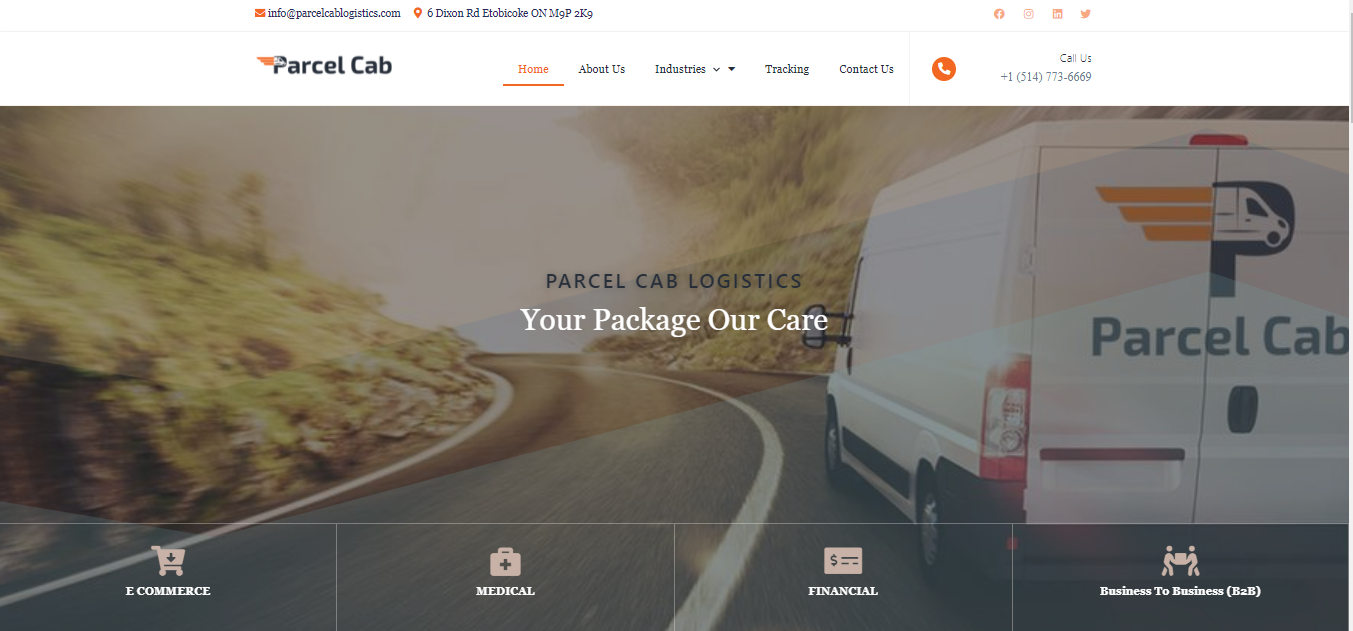 info@parcelcablogistics.com 6 Dixon Rd Etobicoke ON M9P 2K9
Parcel Cab
Home About Us Industries Tracking Contact Us
Call Us
+1 (514) 773-6669
PARCEL CAB LOGISTICS
Your Package Our Care
P
Parcel Cab
E COMMERCE
MEDICAL
FINANCIAL
Business To Business (B2B)